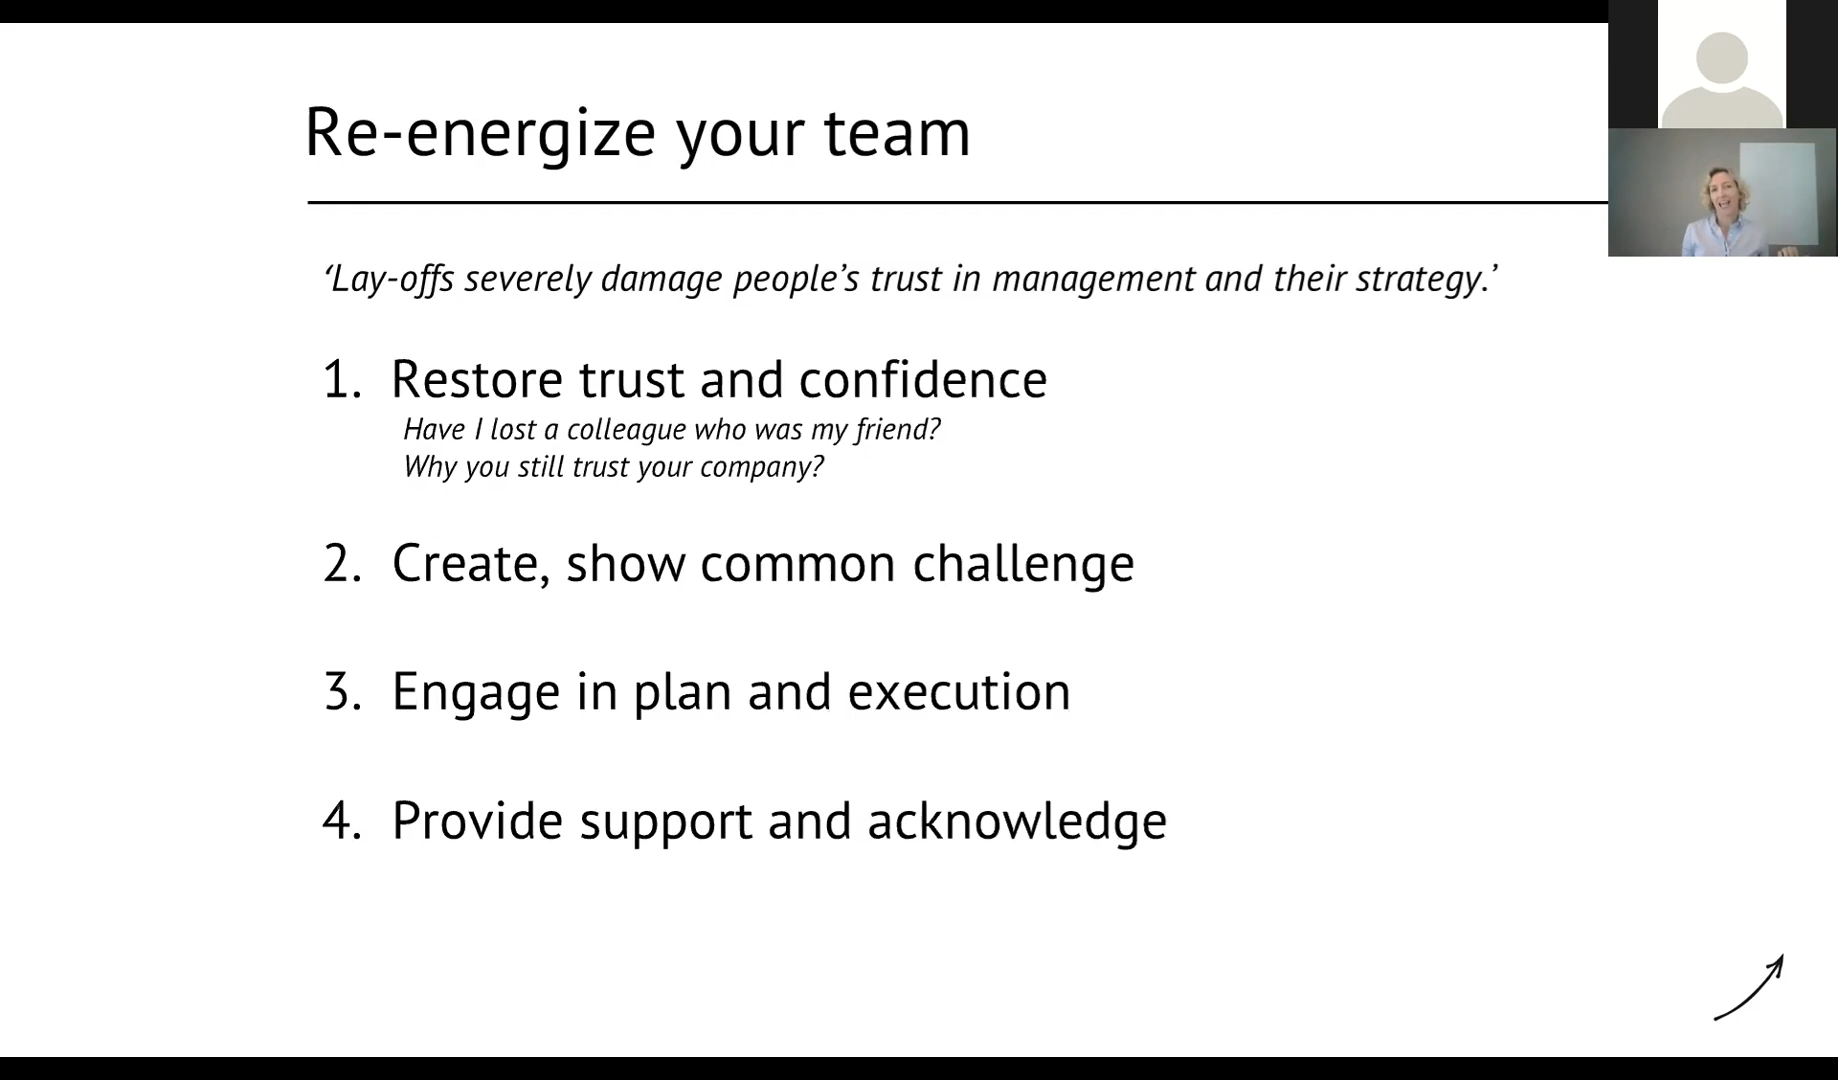 Re-energize your team
‘Lay-offs severely damage people’s trust in management and their strategy.’
1. Restore trust and confidence
Have I lost a colleague who was my friend?
Why you still trust your company?
2. Create, show common challenge
3. Engage in plan and execution
4. Provide support and acknowledge